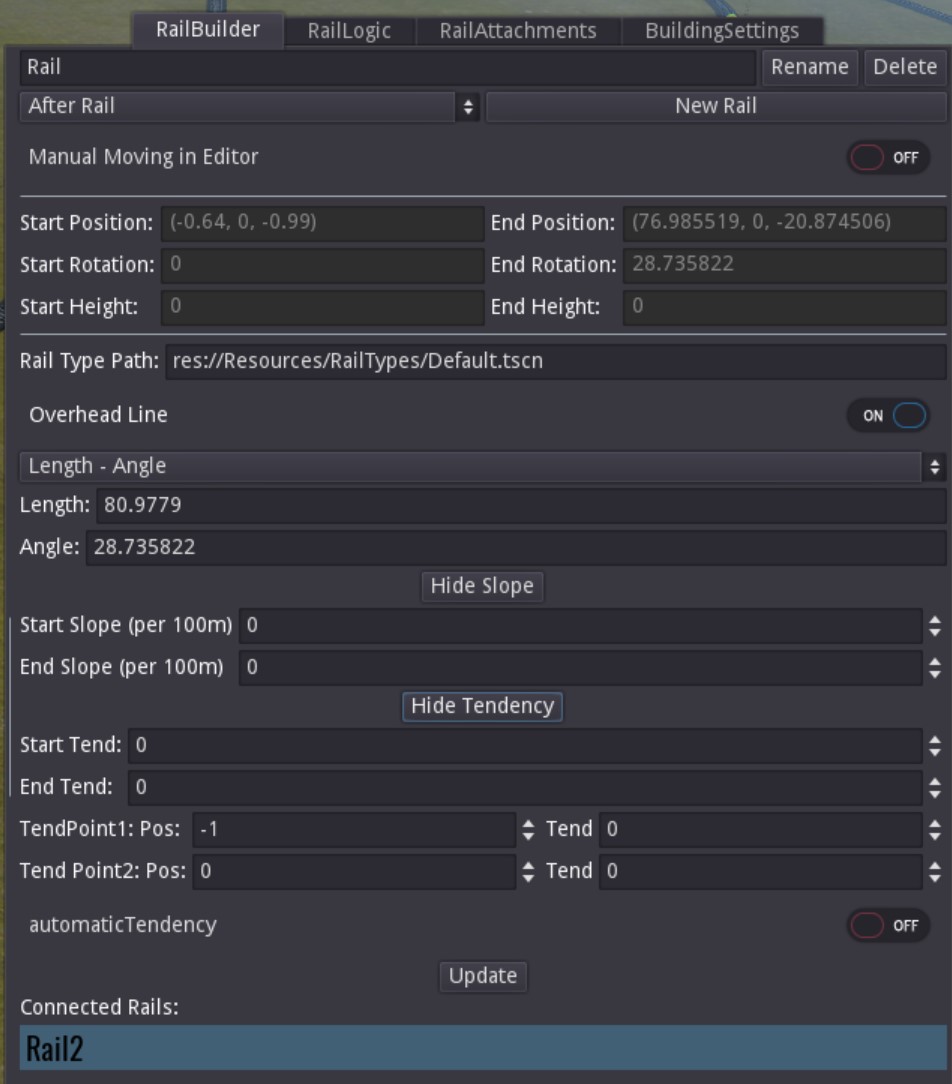 RailBuilder RailLogic RailAttachments BuildingSettings
Rail Rename Delete
After Rail New Rail
Manual Moving in Editor OFF
Start Position: (-0.64, 0, -0.99) End Position: (76.985519, 0, -20.874506)
Start Rotation: 0 End Rotation: 28.735822
Start Height: 0 End Height: 0
Rail Type Path: res://Resources/RailTypes/Default.tscn
Overhead Line ON
Length - Angle
Length: 80.9779
Angle: 28.735822
Hide Slope
Start Slope (per 100m) 0
End Slope (per 100m) 0
Hide Tendency
Start Tend: 0
End Tend: 0
TendPoint1: Pos: -1 Tend 0
Tend Point2: Pos: 0 Tend 0
automaticTendency OFF
Update
Connected Rails:
Rail2